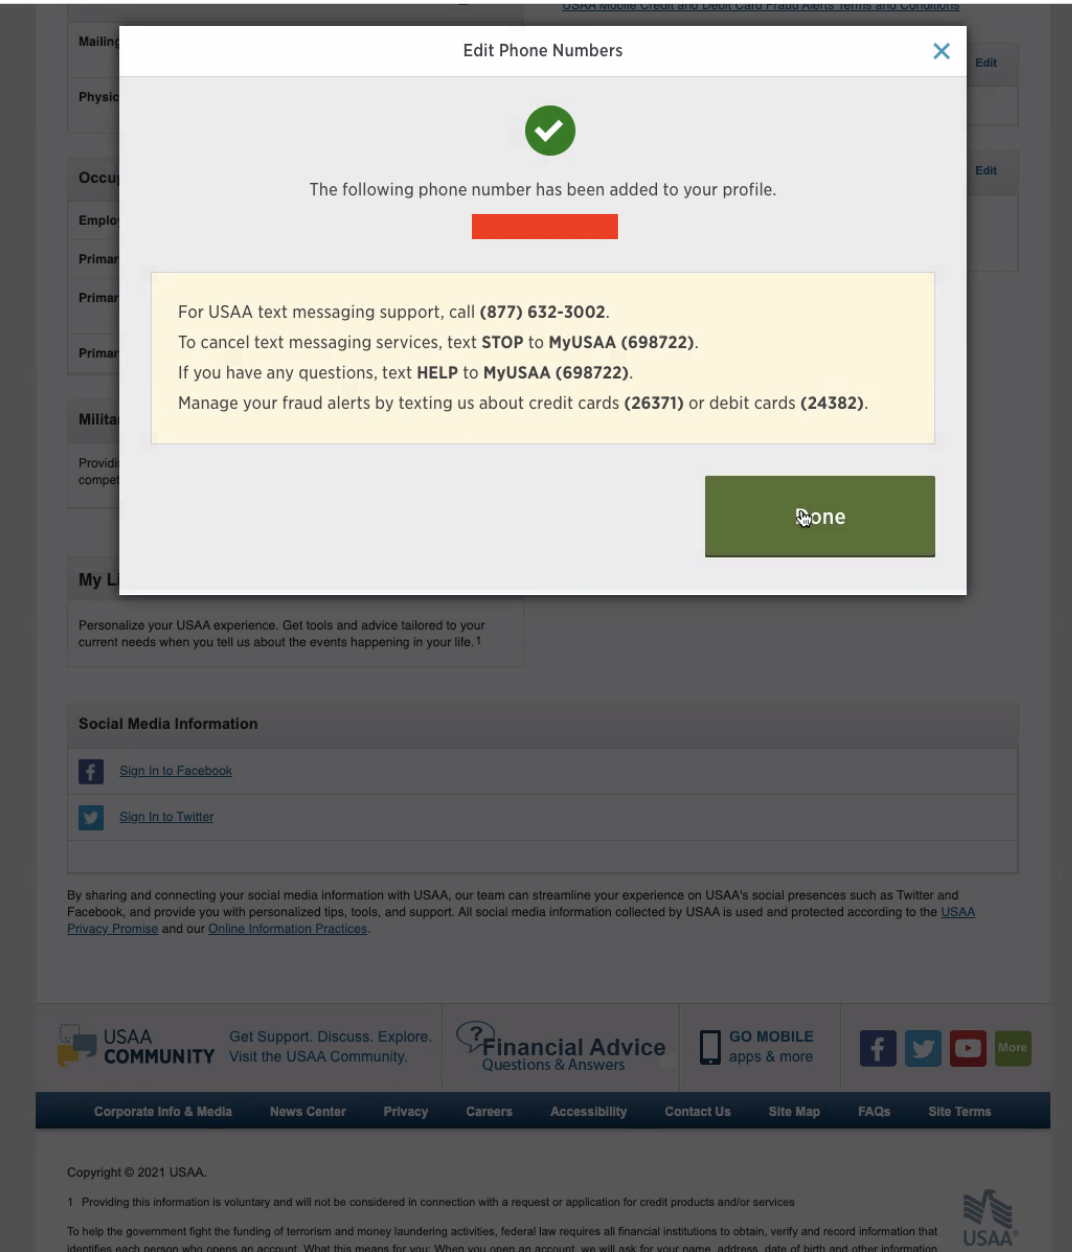 USAA Mobile Credit and Debit Card Fraud Alerts Terms and Conditions
Edit Phone Numbers
Mailing
Edit
Physic
The following phone number has been added to your profile.
Occu
Edit
Emplo
Primar
Primar
Primar
For USAA text messaging support, call (877) 632-3002.
To cancel text messaging services, text STOP to MyUSAA (698722).
If you have any questions, text HELP to MyUSAA (698722).
Manage your fraud alerts by texting us about credit cards (26371) or debit cards (24382).
Milita
Providi
compet
Done
My Li
Personalize your USAA experience. Get tools and advice tailored to your
current needs when you tell us about the events happening in your life.1
Social Media Information
Sign In to Facebook
Sign In to Twitter
By sharing and connecting your social media information with USAA, our team can streamline your experience on USAA's social presences such as Twitter and
Facebook, and provide you with personalized tips, tools, and support. All social media information collected by USAA is used and protected according to the USAA
Privacy Promise and our Online Information Practices.
USAA
COMMUNITY
Get Support. Discuss. Explore.
Visit the USAA Community.
?
Financial Advice
Questions & Answers
GO MOBILE
apps & more
More
Corporate Info & Media News Center Privacy Careers Accessibility Contact Us Site Map FAQs Site Terms
Copyright © 2021 USAA.
1 Providing this information is voluntary and will not be considered in connection with a request or application for credit products and/or services
To help the government fight the funding of terrorism and money laundering activities, federal law requires all financial institutions to obtain, verify and record information that
identifies each person who opens an account. What this means for you: When you open an account, we will ask for your name, address, date of birth and other information
USAA®